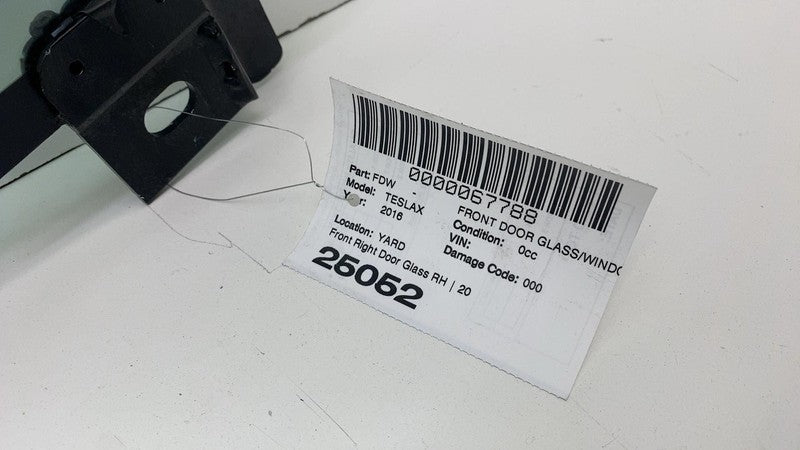 0000067788
Part: FDW - FRONT DOOR GLASS/WINDO
Model: TESLAX Condition: 0cc
Year: 2016 VIN:
Damage Code: 000
Location: YARD
Front Right Door Glass RH | 20
25052